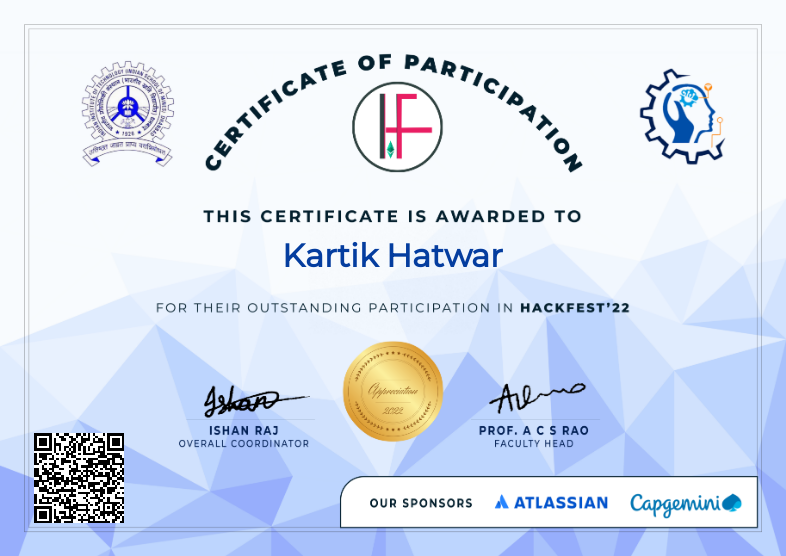 CERTIFICATE OF PARTICIPATION
HF
THIS CERTIFICATE IS AWARDED TO
Kartik Hatwar
FOR THEIR OUTSTANDING PARTICIPATION IN HACKFEST'22
Appreciation
2022
Ishan
ISHAN RAJ
OVERALL COORDINATOR
PROF. A C S RAO
FACULTY HEAD
OUR SPONSORS
ATLASSIAN
Capgemini